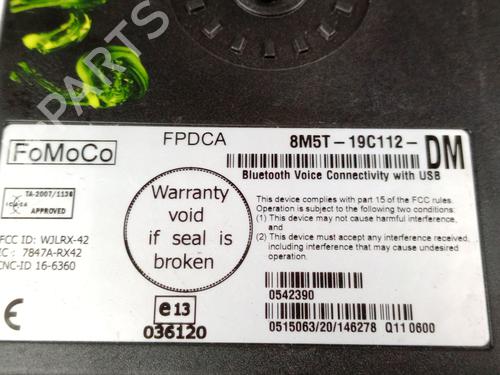 PARTS
FoMoCo
FPDCA
8M5T-19C112-DM
Bluetooth Voice Connectivity with USB
TA-2007/1136
APPROVED
FCC ID: WJLRX-42
IC: 7847A-RX42
CNC-ID 16-6360
Warranty
void
if seal is
broken
This device complies with part 15 of the FCC rules.
Operation is subject to the following two conditions:
(1) This device may not cause harmful interference,
and
(2) This device must accept any interference received,
including interference that may cause undesired
operation.
CE
e13
036120
0542390
0515063/20/146278 Q11 0600